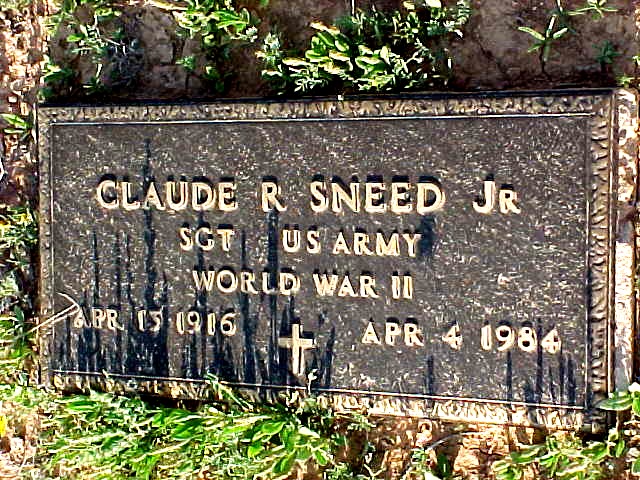 CLAUDE R SNEED JR
SGT US ARMY
WORLD WAR II
APR 15 1916 APR 4 1984